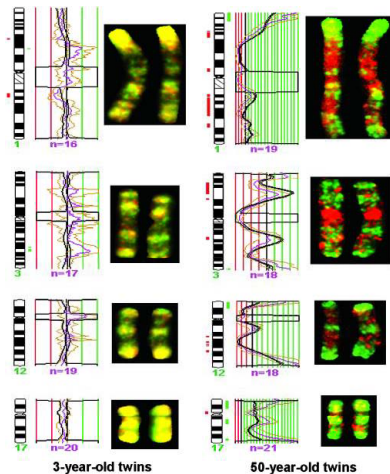 1 n=16 1 n=19
3 n=17 3 n=18
12 n=19 12 n=18
17 n=20 17 n=21
3-year-old twins 50-year-old twins